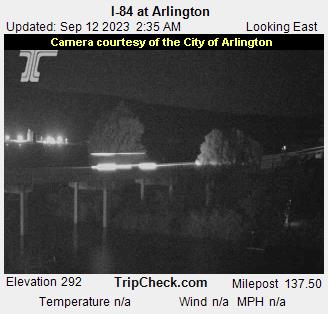 I-84 at Arlington
Updated: Sep 12 2023 2:35 AM Looking East
Camera courtesy of the City of Arlington
Elevation 292 TripCheck.com Milepost 137.50
Temperature n/a Wind n/a MPH n/a